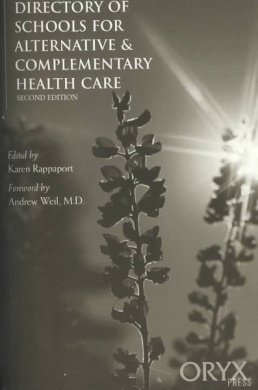 DIRECTORY OF
SCHOOLS FOR
ALTERNATIVE &
COMPLEMENTARY
HEALTH CARE
SECOND EDITION
Edited by
Karen Rappaport
Foreword by
Andrew Weil, M.D.
ORYX
PRESS